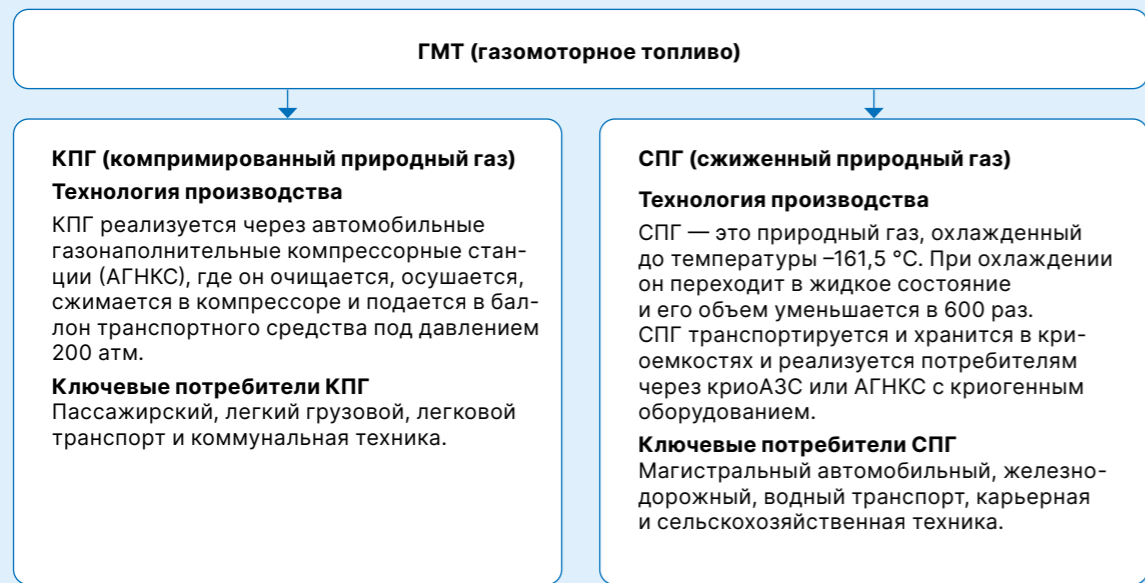 ГМТ (газомоторное топливо)
КПГ (компримированный природный газ)
Технология производства
КПГ реализуется через автомобильные
газонаполнительные компрессорные стан-
ции (АГНКС), где он очищается, осушается,
сжимается в компрессоре и подается в бал-
лон транспортного средства под давлением
200 атм.
Ключевые потребители КПГ
Пассажирский, легкий грузовой, легковой
транспорт и коммунальная техника.
СПГ (сжиженный природный газ)
Технология производства
СПГ — это природный газ, охлажденный
до температуры –161,5 °C. При охлаждении
он переходит в жидкое состояние
и его объем уменьшается в 600 раз.
СПГ транспортируется и хранится в кри-
оемкостях и реализуется потребителям
через криоАЗС или АГНКС с криогенным
оборудованием.
Ключевые потребители СПГ
Магистральный автомобильный, железно-
дорожный, водный транспорт, карьерная
и сельскохозяйственная техника.